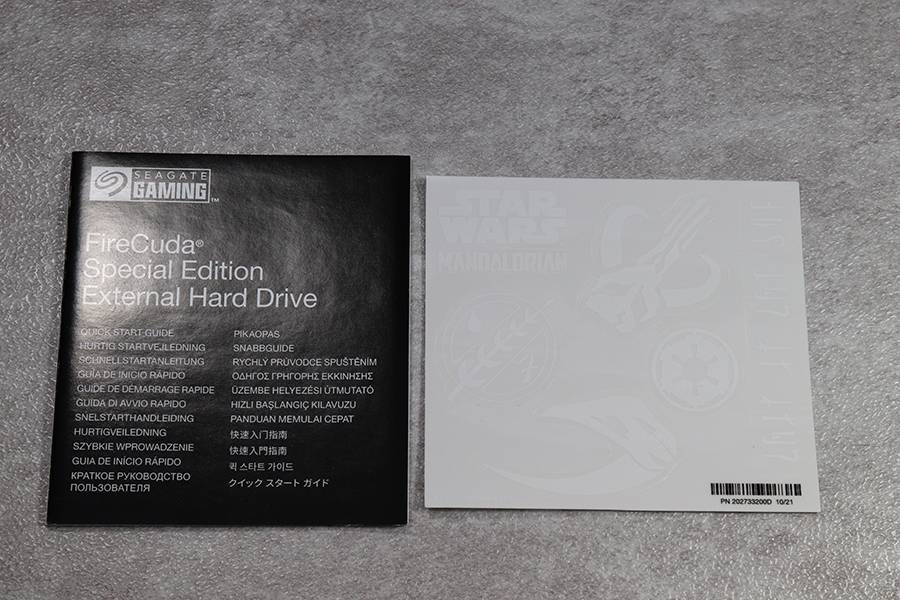 SEAGATE
GAMING™
FireCuda®
Special Edition
External Hard Drive
QUICK START GUIDE
HURTIG STARTVEJLEDNING
SCHNELLSTARTANLEITUNG
GUÍA DE INICIO RÁPIDO
GUIDE DE DÉMARRAGE RAPIDE
GUIDA DI AVVIO RAPIDO
SNELSTARTHANDLEIDING
HURTIGVEILEDNING
SZYBKIE WPROWADZENIE
GUIA DE INÍCIO RÁPIDO
КРАТКОЕ РУКОВОДСТВО
ПОЛЬЗОВАТЕЛЯ
PIKAOPAS
SNABBGUIDE
RYCHLÝ PRŮVODCE SPUŠTĚNÍM
ΟΔΗΓΟΣ ΓΡΗΓΟΡΗΣ ΕΚΚΙΝΗΣΗΣ
ÜZEMBE HELYEZÉSI ÚTMUTATÓ
HIZLI BAŞLANGIÇ KILAVUZU
PANDUAN MEMULAI CEPAT
快速入门指南
快速入門指南
퀵 스타트 가이드
クイック スタート ガイド
STAR
WARS
MANDALORIAN
PN 202733200D 10/21